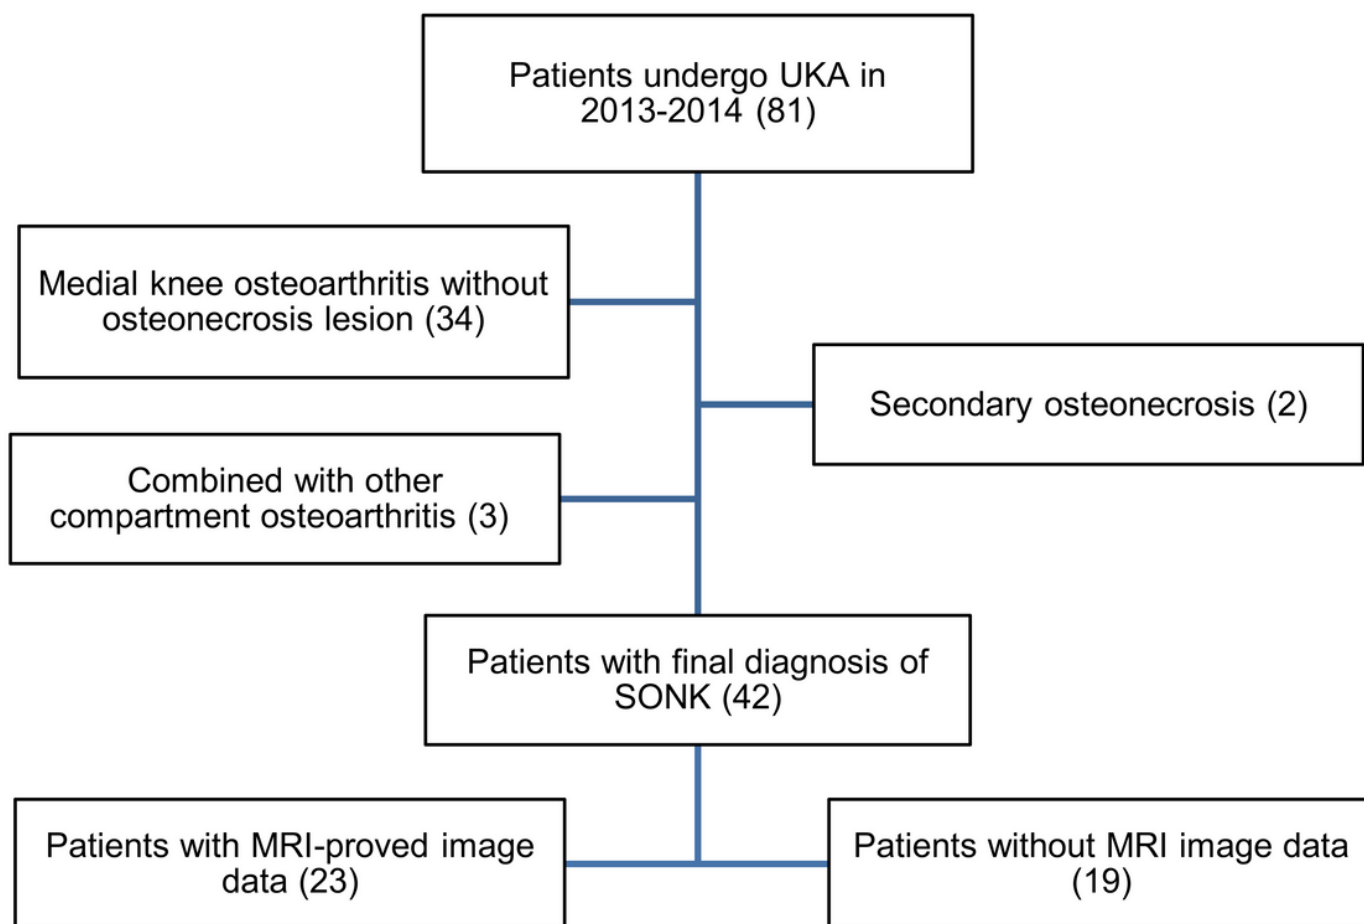 Patients undergo UKA in
2013-2014 (81)
Medial knee osteoarthritis without
osteonecrosis lesion (34)
Secondary osteonecrosis (2)
Combined with other
compartment osteoarthritis (3)
Patients with final diagnosis of
SONK (42)
Patients with MRI-proved image
data (23)
Patients without MRI image data
(19)